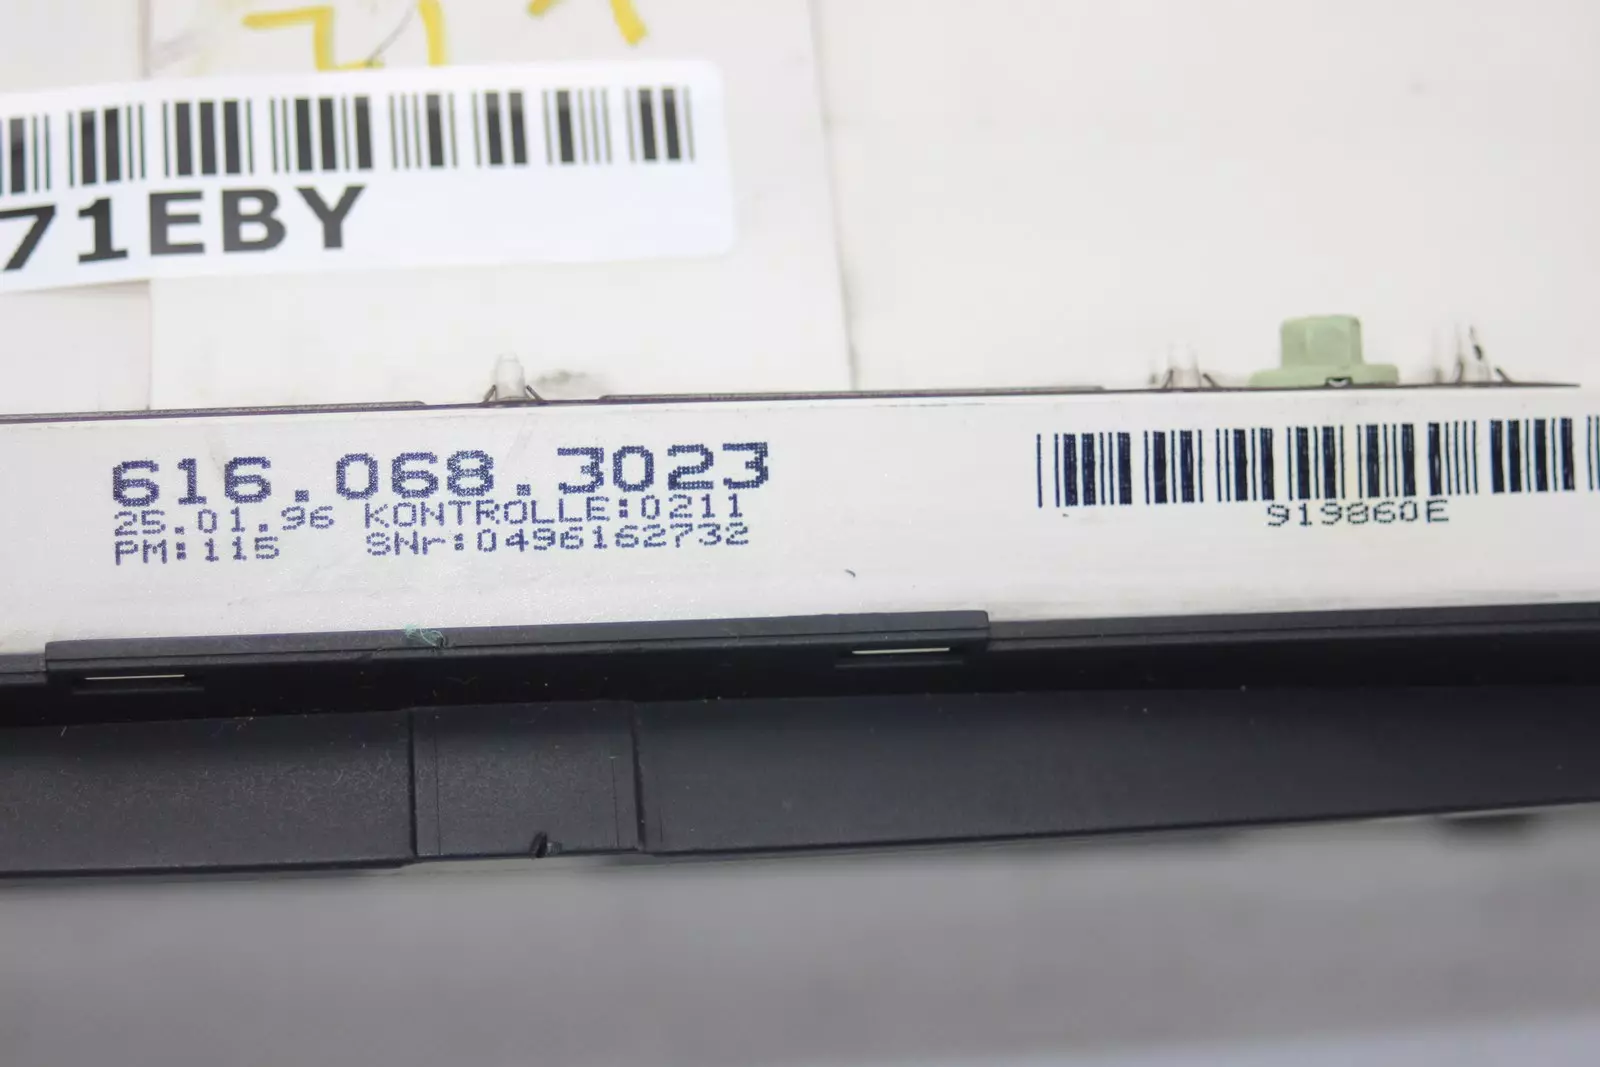 71EBY
616.068.3023
25.01.96 KONTROLLE:0211
PM:115 SNr:0496162732
919860E